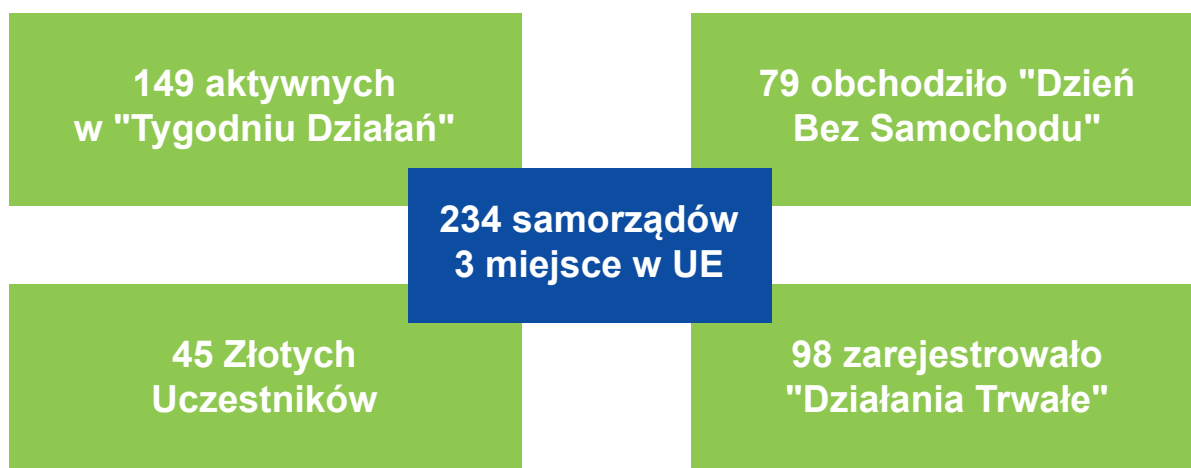 149 aktywnych
w "Tygodniu Działań"
79 obchodziło "Dzień
Bez Samochodu"
234 samorządów
3 miejsce w UE
45 Złotych
Uczestników
98 zarejestrowało
"Działania Trwałe"